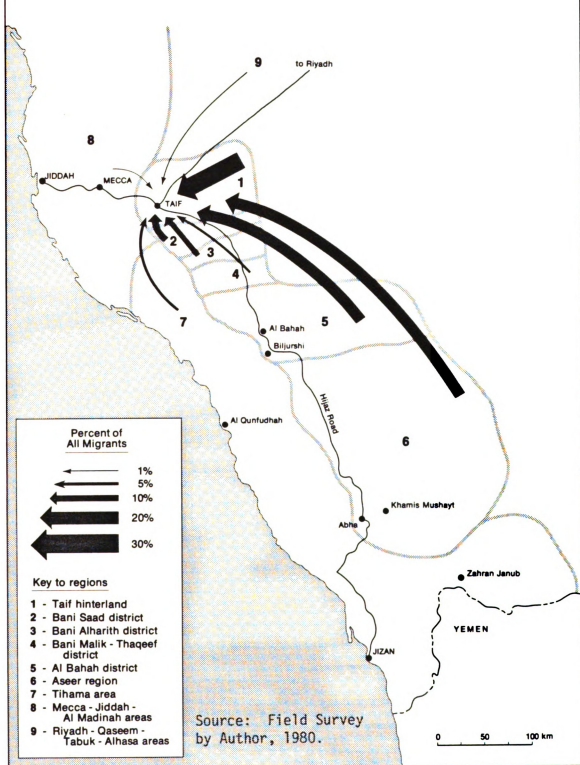 9
to Riyadh
8
JIDDAH
MECCA
1
TAIF
2
3
4
7
5
Al Bahah
Biljurshi
Hijaz Road
Al Qunfudhah
6
Khamis Mushayt
Abha
Zahran Janub
YEMEN
JIZAN
Percent of
All Migrants
1%
5%
10%
20%
30%
Key to regions
1 - Taif hinterland
2 - Bani Saad district
3 - Bani Alharith district
4 - Bani Malik - Thaqeef
district
5 - Al Bahah district
6 - Aseer region
7 - Tihama area
8 - Mecca - Jiddah -
Al Madinah areas
9 - Riyadh - Qaseem -
Tabuk - Alhasa areas
Source: Field Survey
by Author, 1980.
0 50 100 km